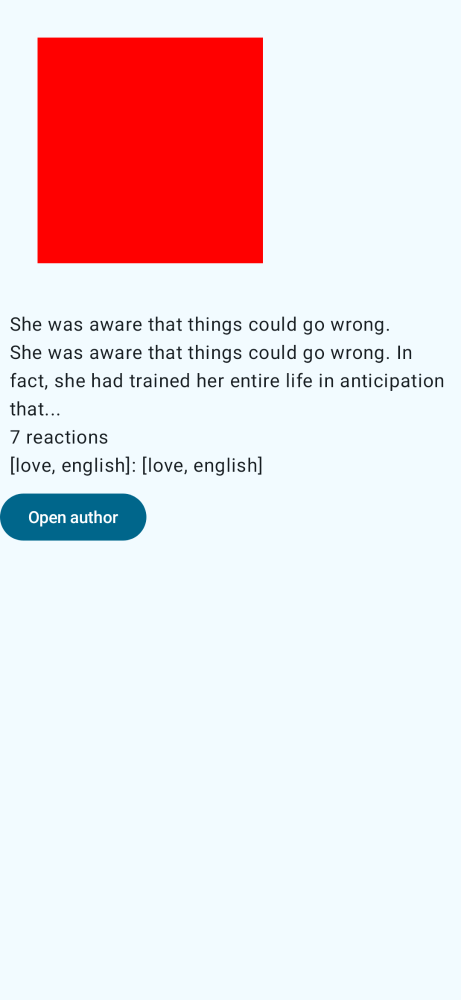 She was aware that things could go wrong.
She was aware that things could go wrong. In
fact, she had trained her entire life in anticipation
that...
7 reactions
[love, english]: [love, english]
Open author